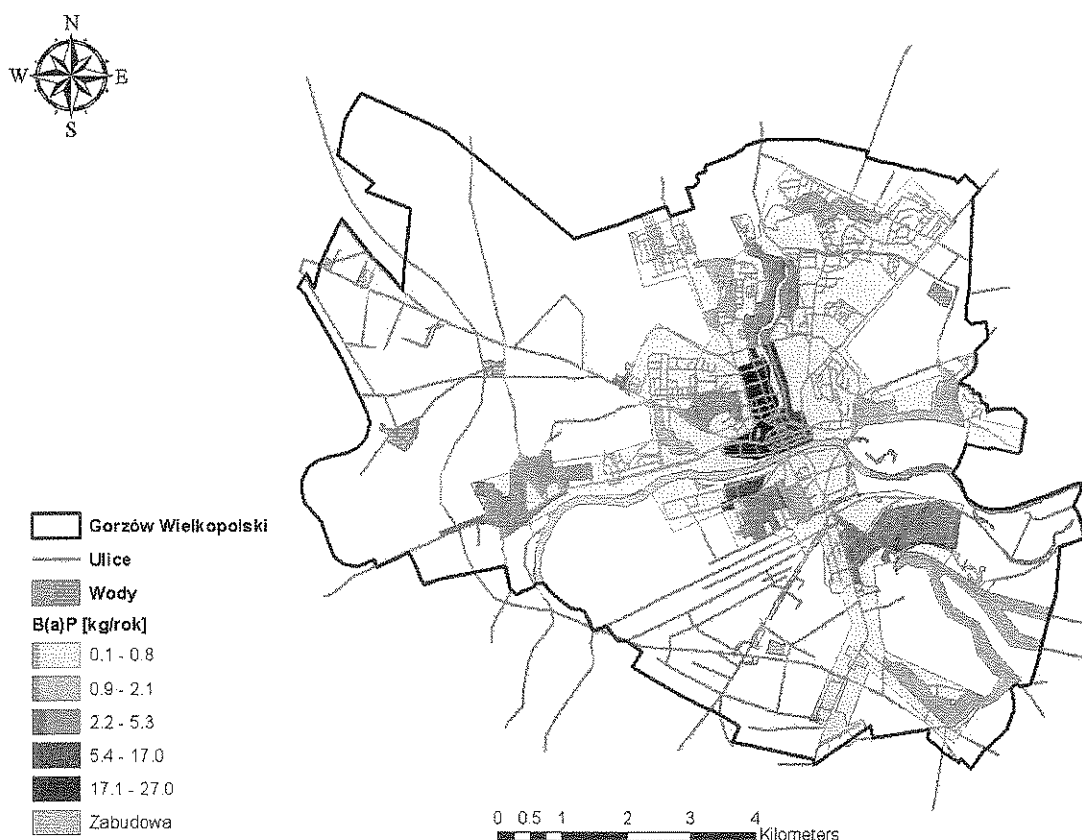 N
W E
S
Gorzów Wielkopolski
Ulice
Wody
B(a)P [kg/rok]
0.1 - 0.8
0.9 - 2.1
2.2 - 5.3
5.4 - 17.0
17.1 - 27.0
Zabudowa
0 0.5 1 2 3 4
Kilometers